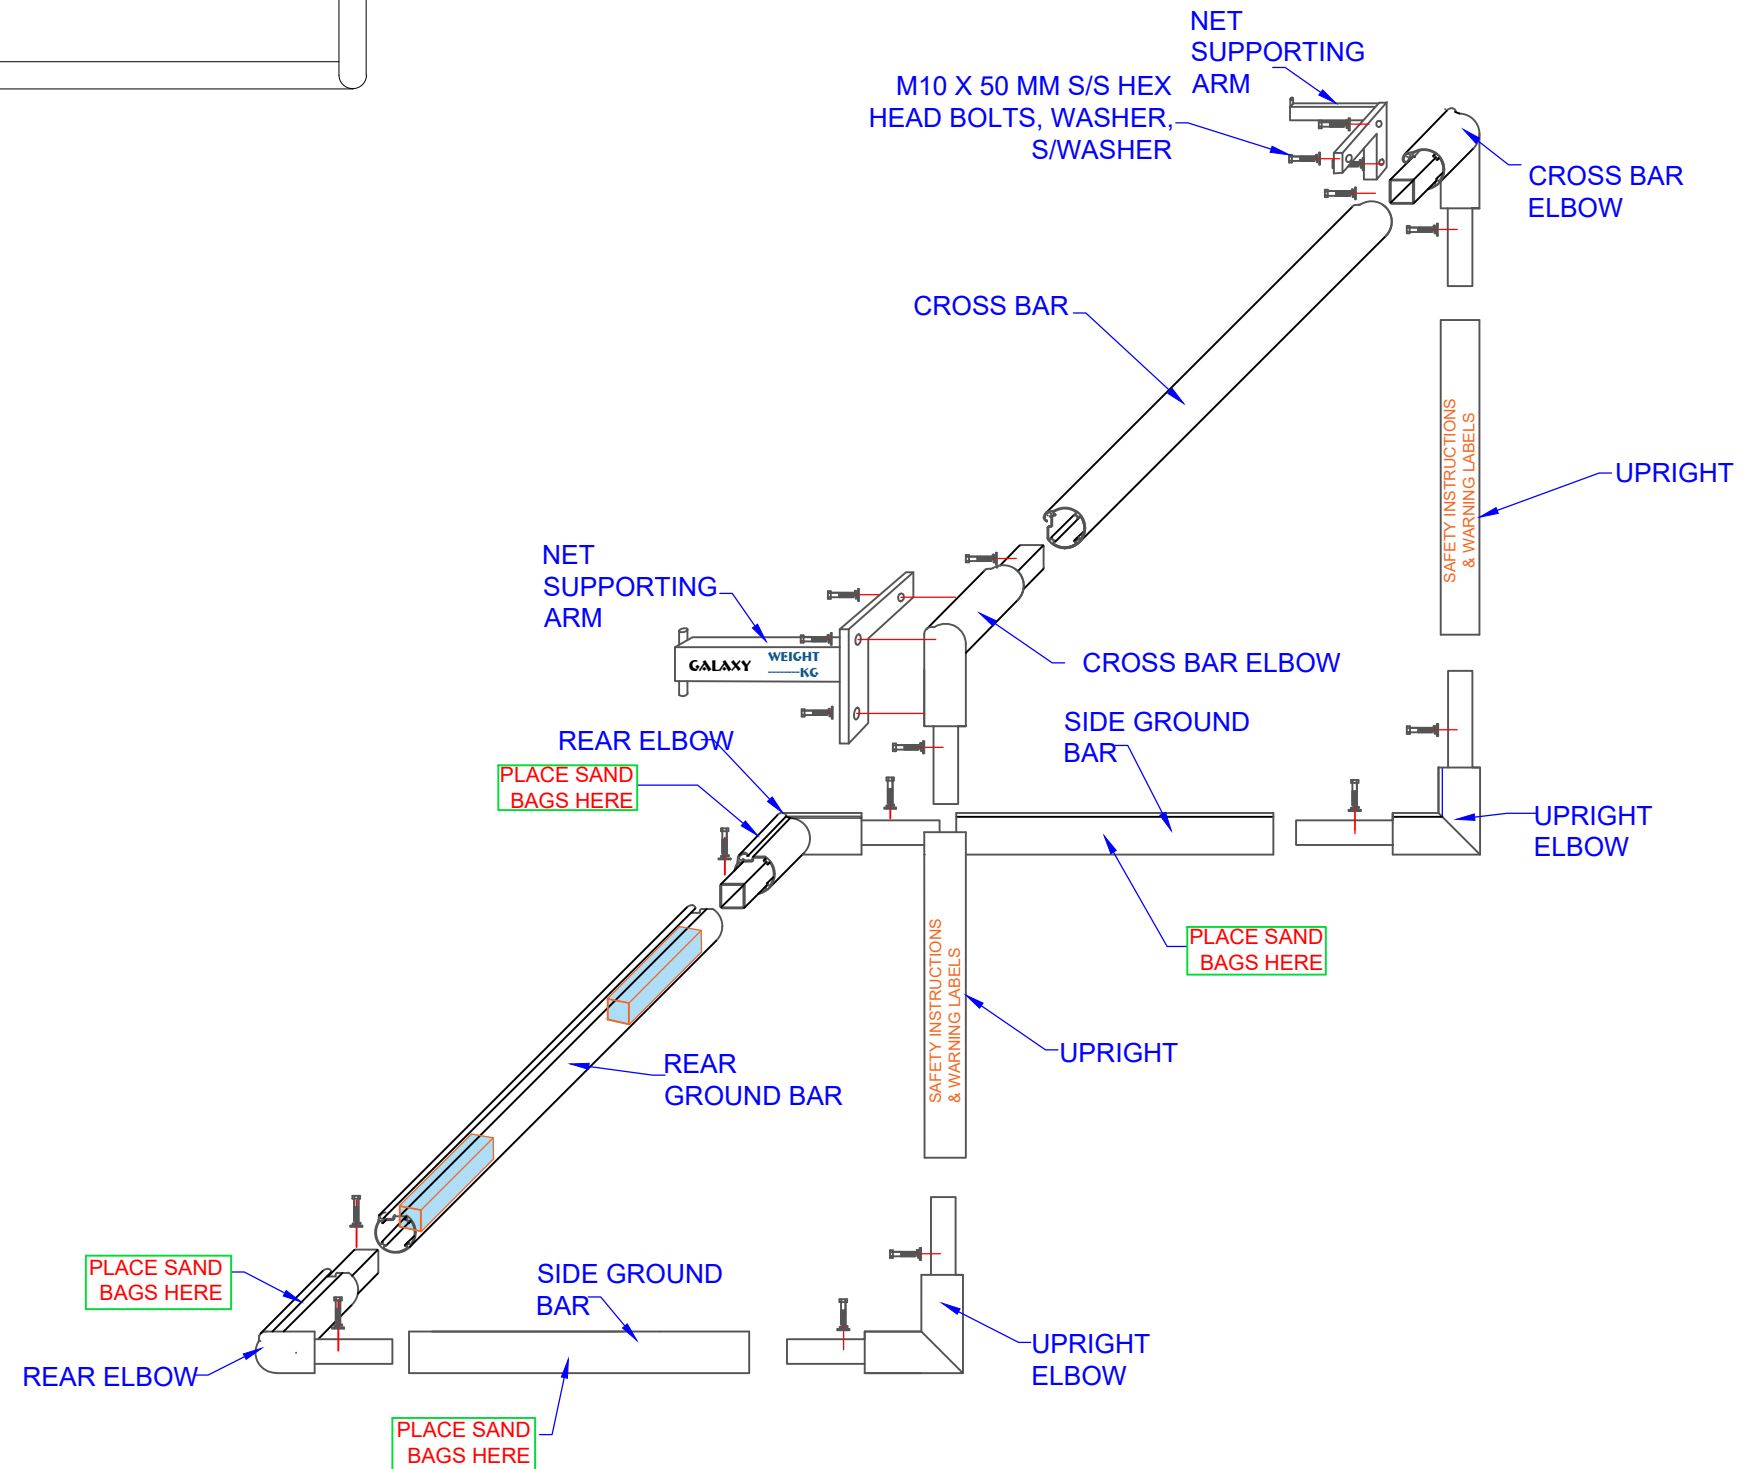 NET
SUPPORTING
ARM
M10 X 50 MM S/S HEX
HEAD BOLTS, WASHER,
S/WASHER
CROSS BAR
ELBOW
CROSS BAR
SAFETY INSTRUCTIONS
& WARNING LABELS
UPRIGHT
NET
SUPPORTING
ARM
GALAXY
WEIGHT
-------KG
CROSS BAR ELBOW
SIDE GROUND
BAR
REAR ELBOW
PLACE SAND
BAGS HERE
UPRIGHT
ELBOW
PLACE SAND
BAGS HERE
SAFETY INSTRUCTIONS
& WARNING LABELS
UPRIGHT
REAR
GROUND BAR
PLACE SAND
BAGS HERE
SIDE GROUND
BAR
UPRIGHT
ELBOW
REAR ELBOW
PLACE SAND
BAGS HERE